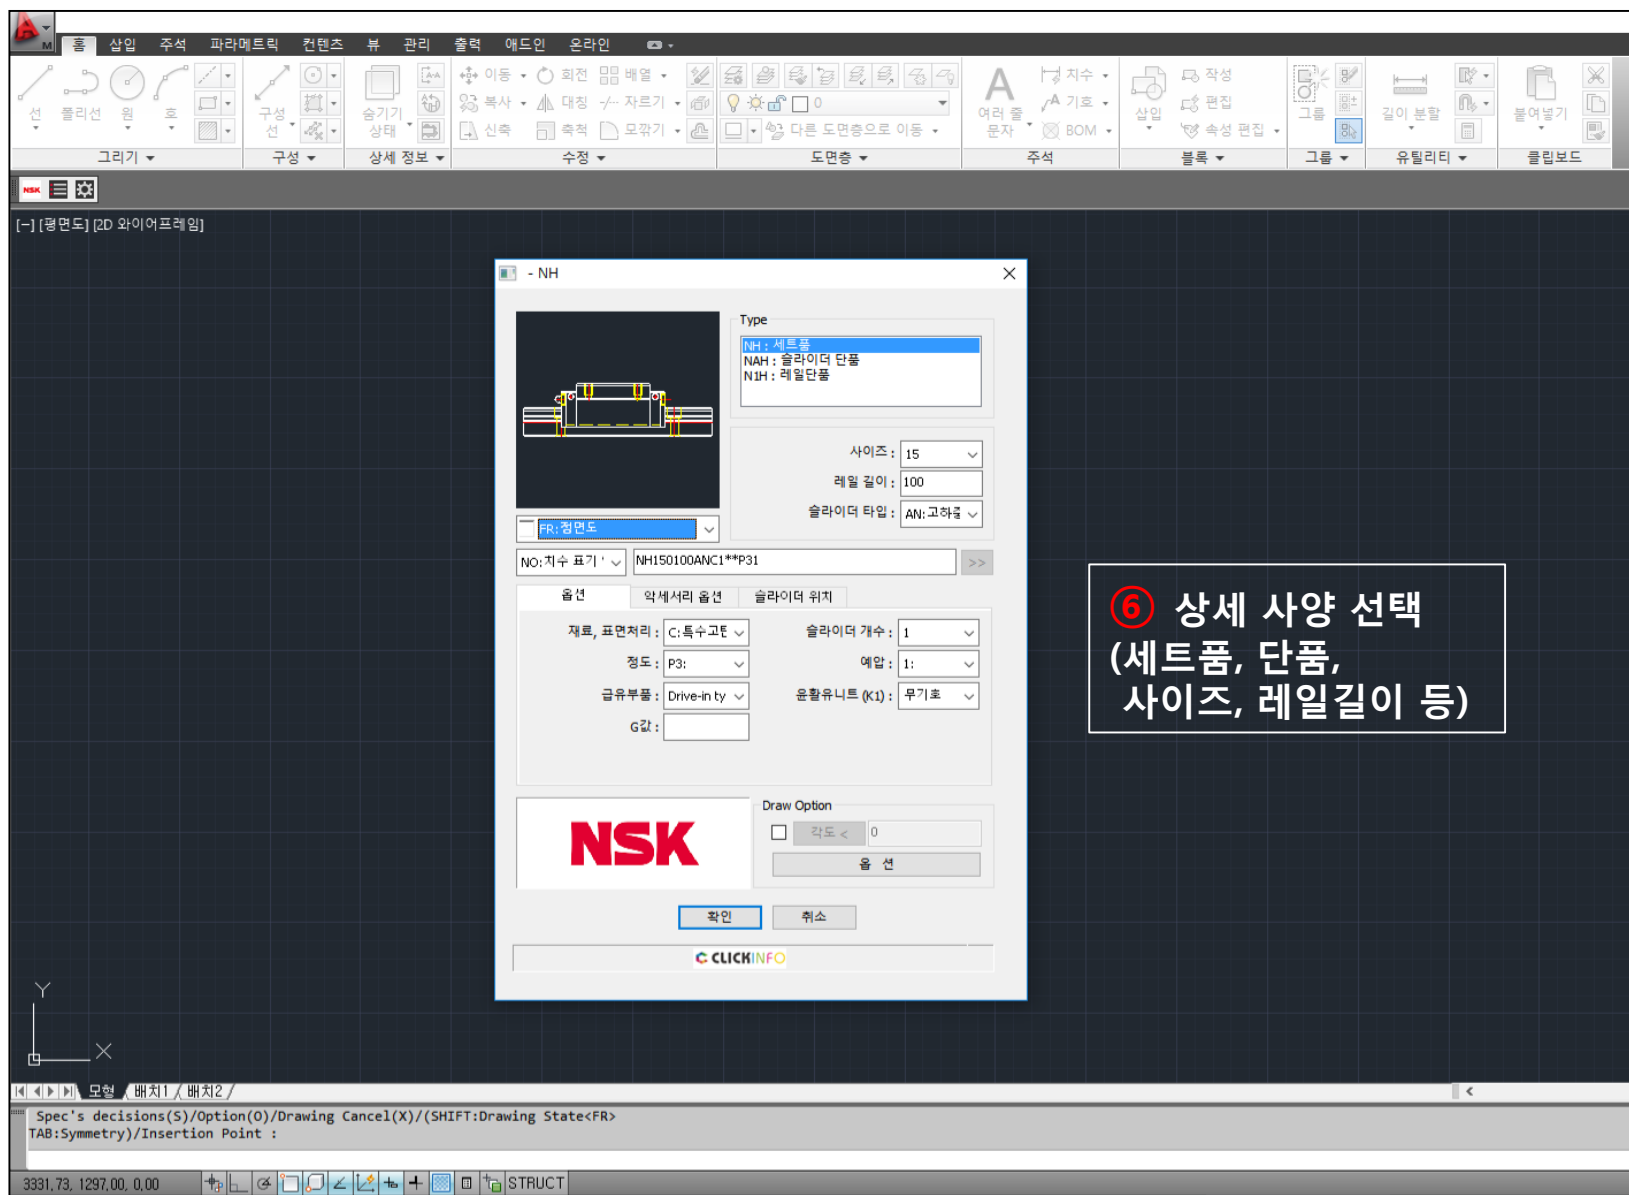 M
홈 삽입 주석 파라메트릭 컨텐츠 뷰 관리 출력 애드인 온라인
선 폴리선 원 호
구성 선
숨기기 상태
이동 회전 배열
복사 대칭 자르기
신축 축척 모깎기
0
다른 도면층으로 이동
A 여러 줄 문자
치수
기호
BOM
삽입
작성
편집
속성 편집
그룹
길이 분할
붙여넣기
그리기 구성 상세 정보 수정 도면층 주석 블록 그룹 유틸리티 클립보드
NSK
[−] [평면도] [2D 와이어프레임]
- NH
Type
NH : 세트품
NAH : 슬라이더 단품
N1H : 레일단품
사이즈 : 15
레일 길이 : 100
슬라이더 타입 : AN:고하중
FR:정면도
NO:치수 표기 NH150100ANC1**P31 >>
옵션 악세서리 옵션 슬라이더 위치
재료, 표면처리 : C:특수고탄 슬라이더 개수 : 1
정도 : P3: 예압 : 1:
급유부품 : Drive-in ty 윤활유니트 (K1) : 무기호
G값 :
NSK
Draw Option
각도 < 0
옵 션
확인 취소
CLICKINFO
⑥ 상세 사양 선택
(세트품, 단품,
사이즈, 레일길이 등)
Y
X
모형 배치1 배치2
Spec's decisions(S)/Option(O)/Drawing Cancel(X)/(SHIFT:Drawing State<FR>
TAB:Symmetry)/Insertion Point :
3331,73, 1297,00, 0,00 STRUCT